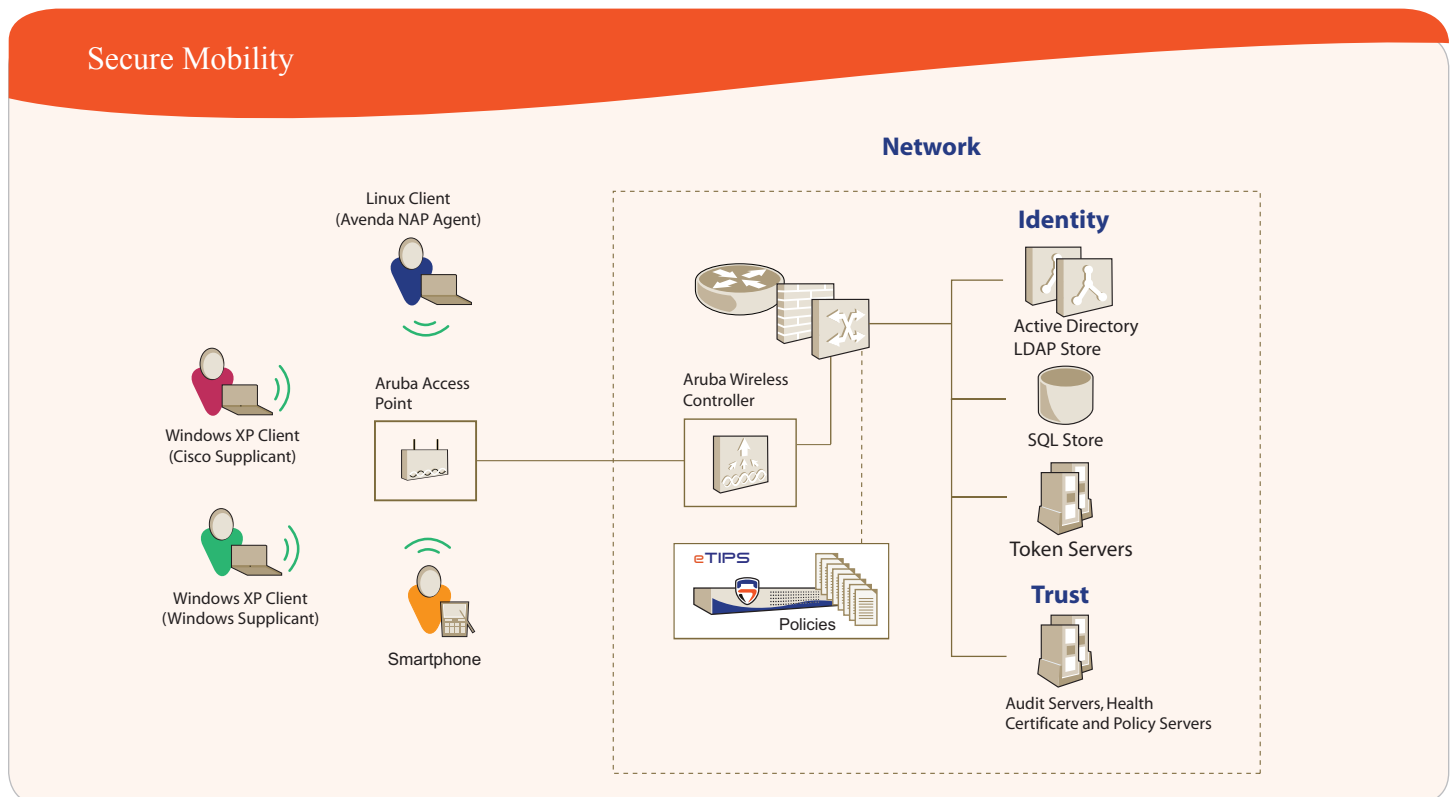 Secure Mobility
Network
Linux Client
(Avenda NAP Agent)
Identity
Active Directory
LDAP Store
Aruba Access
Point
Aruba Wireless
Controller
Windows XP Client
(Cisco Supplicant)
SQL Store
Token Servers
eTIPS
Policies
Windows XP Client
(Windows Supplicant)
Smartphone
Trust
Audit Servers, Health
Certificate and Policy Servers